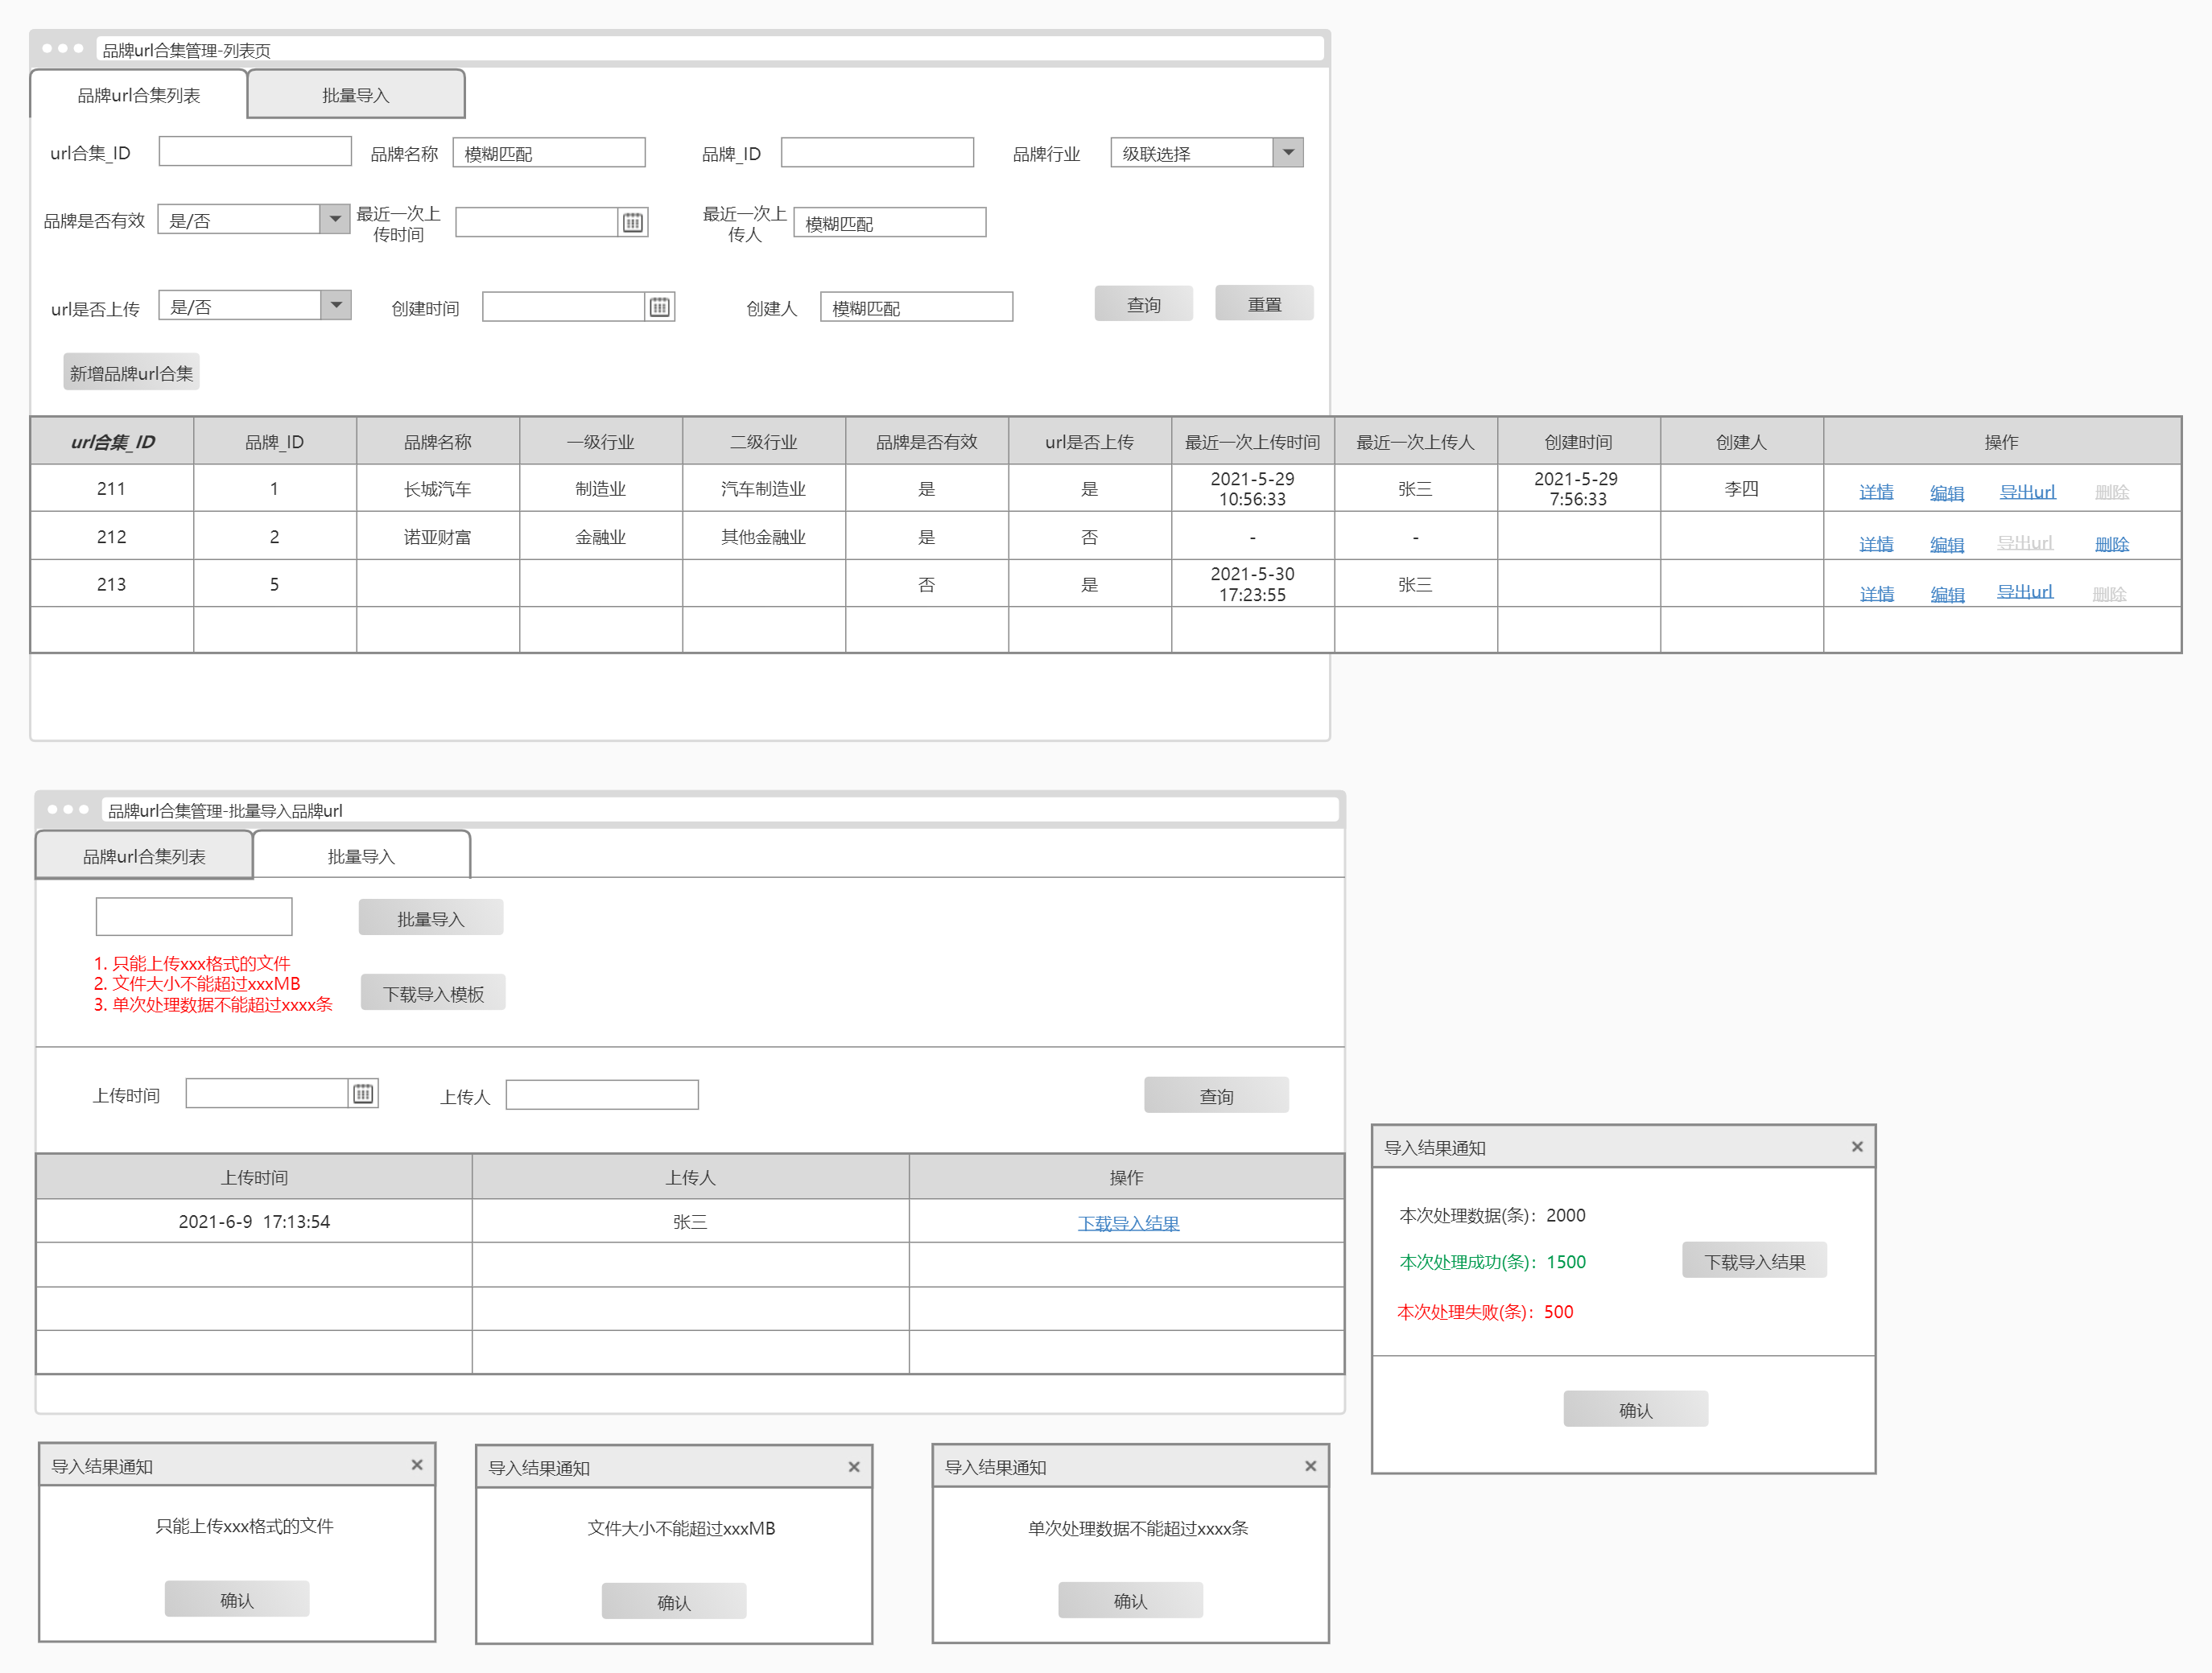 品牌url合集管理-列表页
品牌url合集列表 批量导入
url合集_ID 品牌名称 模糊匹配 品牌_ID 品牌行业 级联选择
品牌是否有效 是/否 最近一次上传时间 最近一次上传人 模糊匹配
url是否上传 是/否 创建时间 创建人 模糊匹配 查询 重置
新增品牌url合集
url合集_ID 品牌_ID 品牌名称 一级行业 二级行业 品牌是否有效 url是否上传 最近一次上传时间 最近一次上传人 创建时间 创建人 操作
211 1 长城汽车 制造业 汽车制造业 是 是 2021-5-29 10:56:33 张三 2021-5-29 7:56:33 李四 详情 编辑 导出url 删除
212 2 诺亚财富 金融业 其他金融业 是 否 - - 详情 编辑 导出url 删除
213 5 否 是 2021-5-30 17:23:55 张三 详情 编辑 导出url 删除
品牌url合集管理-批量导入品牌url
品牌url合集列表 批量导入
批量导入
1. 只能上传xxx格式的文件
2. 文件大小不能超过xxxMB
3. 单次处理数据不能超过xxxx条
下载导入模板
上传时间 上传人 查询
上传时间 上传人 操作
2021-6-9 17:13:54 张三 下载导入结果
导入结果通知
本次处理数据(条)：2000
本次处理成功(条)：1500
下载导入结果
本次处理失败(条)：500
确认
导入结果通知
只能上传xxx格式的文件
确认
导入结果通知
文件大小不能超过xxxMB
确认
导入结果通知
单次处理数据不能超过xxxx条
确认